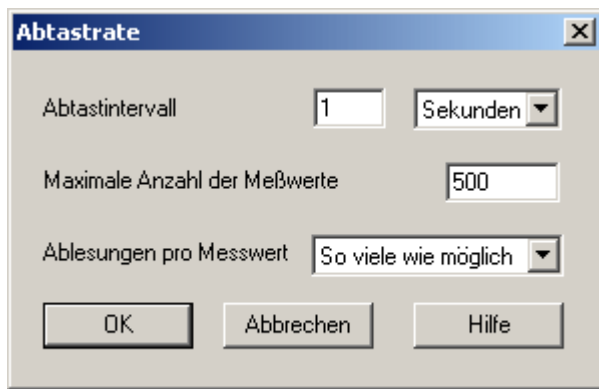 Abtastrate
Abtastintervall 1 Sekunden
Maximale Anzahl der Meßwerte 500
Ablesungen pro Messwert So viele wie möglich
OK Abbrechen Hilfe